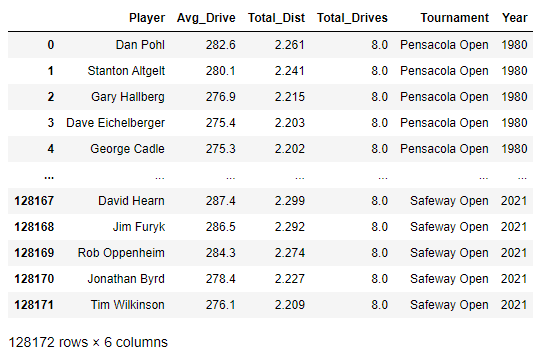 Player Avg_Drive Total_Dist Total_Drives Tournament Year
0 Dan Pohl 282.6 2.261 8.0 Pensacola Open 1980
1 Stanton Altgelt 280.1 2.241 8.0 Pensacola Open 1980
2 Gary Hallberg 276.9 2.215 8.0 Pensacola Open 1980
3 Dave Eichelberger 275.4 2.203 8.0 Pensacola Open 1980
4 George Cadle 275.3 2.202 8.0 Pensacola Open 1980
... ... ... ... ... ... ...
128167 David Hearn 287.4 2.299 8.0 Safeway Open 2021
128168 Jim Furyk 286.5 2.292 8.0 Safeway Open 2021
128169 Rob Oppenheim 284.3 2.274 8.0 Safeway Open 2021
128170 Jonathan Byrd 278.4 2.227 8.0 Safeway Open 2021
128171 Tim Wilkinson 276.1 2.209 8.0 Safeway Open 2021
128172 rows × 6 columns